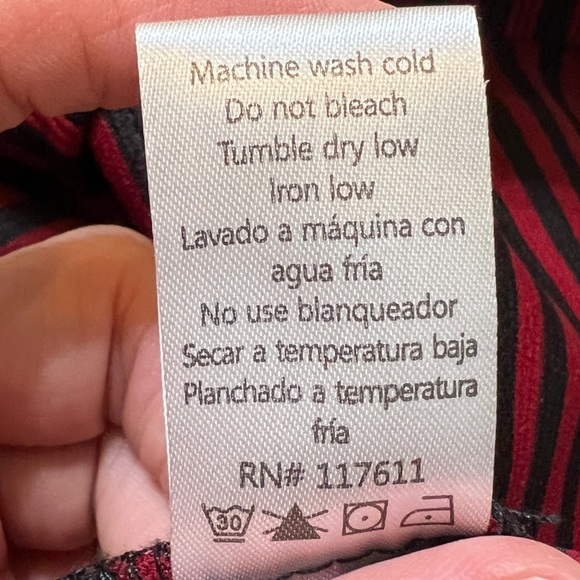 Machine wash cold
Do not bleach
Tumble dry low
Iron low
Lavado a máquina con
agua fría
No use blanqueador
Secar a temperatura baja
Planchado a temperatura
fría
RN# 117611
30